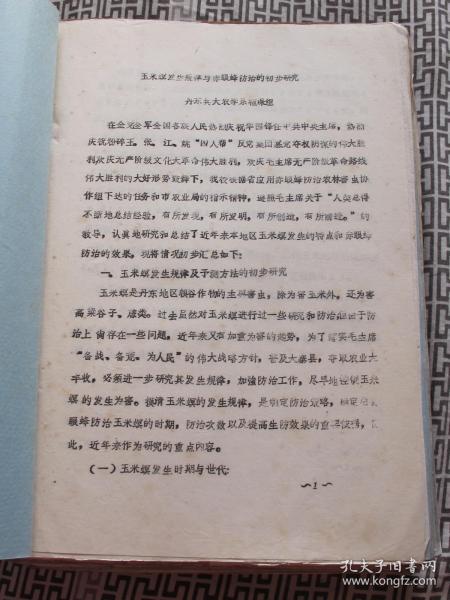 玉米螟发生规律与赤眼蜂防治的初步研究
丹东农大农学系植保组
在全党全军全国各族人民热烈庆祝华国锋任中共中央主席，热烈
庆祝粉碎王、张、江、姚“四人帮”反党集团篡党夺权阴谋的伟大胜
利欢庆无产阶级文化大革命伟大胜利，欢庆毛主席无产阶级革命路线
伟大胜利的大好形势鼓舞下，我校根据省应用赤眼蜂防治农林害虫协
作组下达的任务和市农业局的指示精神，遵照毛主席关于“人类总得
不断地总结经验，有所发现，有所发明，有所创造，有所前进。”的
教导，认真地研究和总结了近年来本地区玉米螟发生的特点和赤眼蜂
防治的效果。现将情况初步汇总如下：
一、玉米螟发生规律及予测方法的初步研究
玉米螟是丹东地区粮谷作物的主要害虫，除为害玉米外，还为害
高粱谷子、麻类。过去虽然对玉米螟进行过一些研究和防治，但由于防
治上尚存在一些问题，近年来又有加重为害的趋势，为了落实毛主席
“备战、备荒、为人民”的伟大战略方针，普及大寨县，夺取农业大
丰收，必须进一步研究其发生规律，加强防治工作，尽早地控制玉米
螟的发生为害。摸清玉米螟的发生规律，是制定防治策略，确定赤
眼蜂防治玉米螟的时期，防治次数以及提高生防效果的重要依据，
此，近年来作为研究的重点内容。
（一）玉米螟发生时期与世代：
～1～
孔夫子旧书网
www.kongfz.com